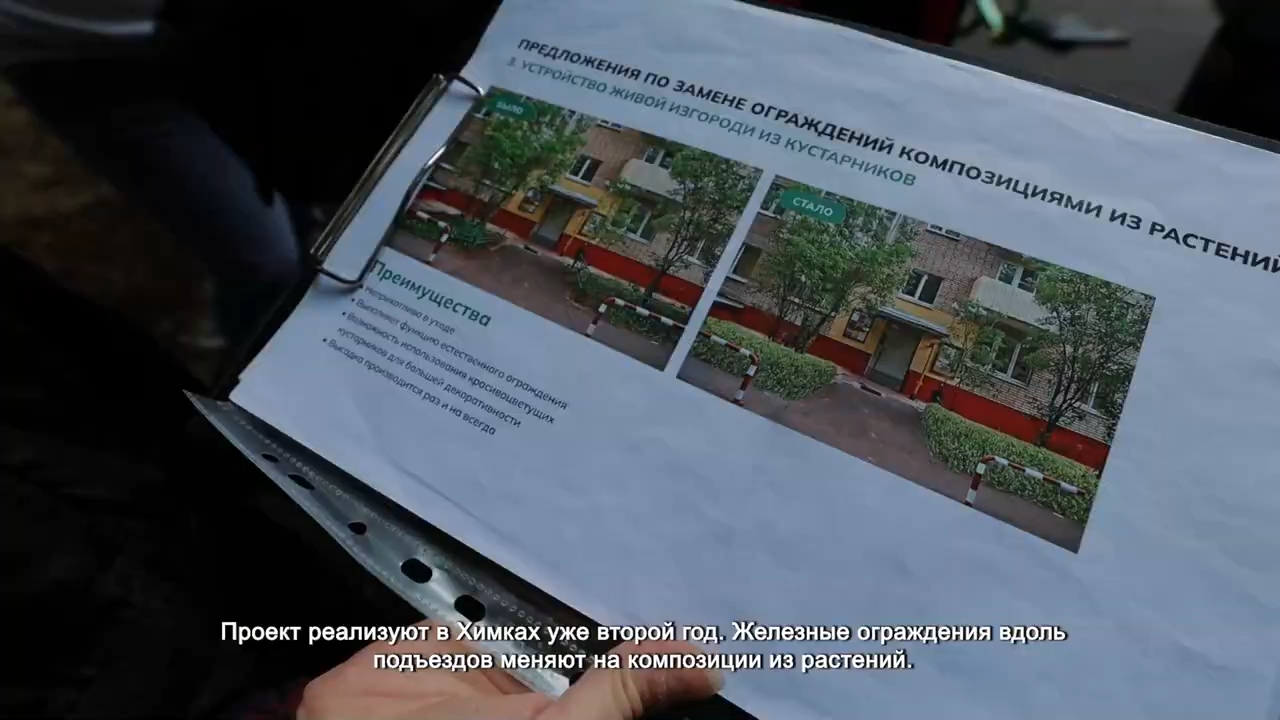 ПРЕДЛОЖЕНИЯ ПО ЗАМЕНЕ ОГРАЖДЕНИЙ КОМПОЗИЦИЯМИ ИЗ РАСТЕНИЙ
3. УСТРОЙСТВО ЖИВОЙ ИЗГОРОДИ ИЗ КУСТАРНИКОВ
БЫЛО
СТАЛО
Преимущества
• Неприхотливо в уходе
• Выполняет функцию естественного ограждения
• Возможность использования красивоцветущих
кустарников для большей декоративности
• Высадка производится раз и на всегда
Проект реализуют в Химках уже второй год. Железные ограждения вдоль
подъездов меняют на композиции из растений.